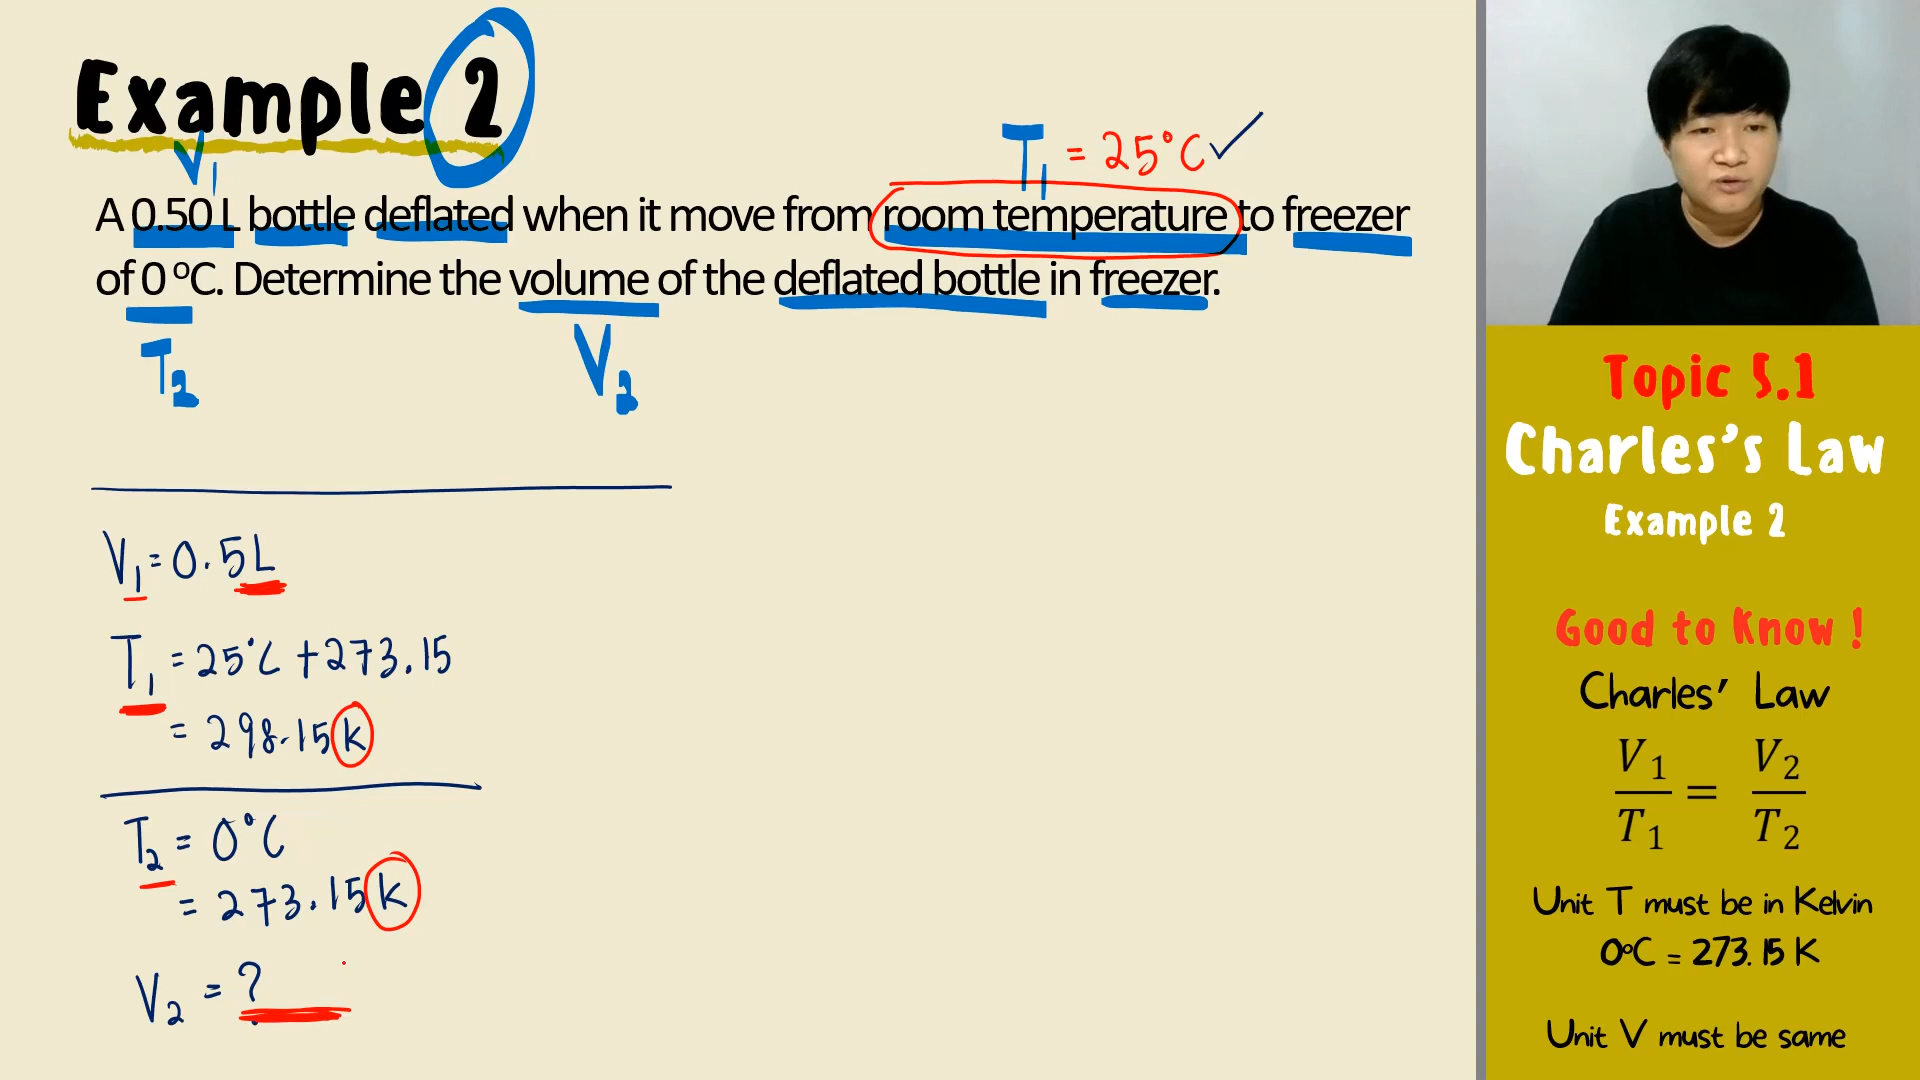 Example 2
V1
T1 = 25°C ✓
A 0.50 L bottle deflated when it move from room temperature to freezer
of 0 °C. Determine the volume of the deflated bottle in freezer.
T2
V2
V1 = 0.5L
T1 = 25°C + 273.15
= 298.15 k
T2 = 0°C
= 273.15 k
V2 = ?
Topic 5.1
Charles's Law
Example 2
Good to Know !
Charles' Law
V1/T1 = V2/T2
Unit T must be in Kelvin
0°C = 273.15 K
Unit V must be same